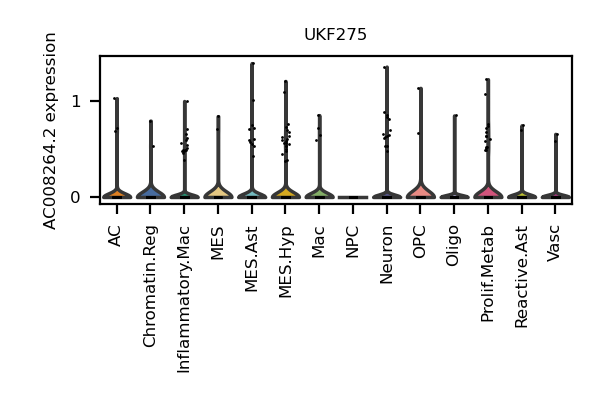 UKF275
AC008264.2 expression
1
0
AC
Chromatin.Reg
Inflammatory.Mac
MES
MES.Ast
MES.Hyp
Mac
NPC
Neuron
OPC
Oligo
Prolif.Metab
Reactive.Ast
Vasc